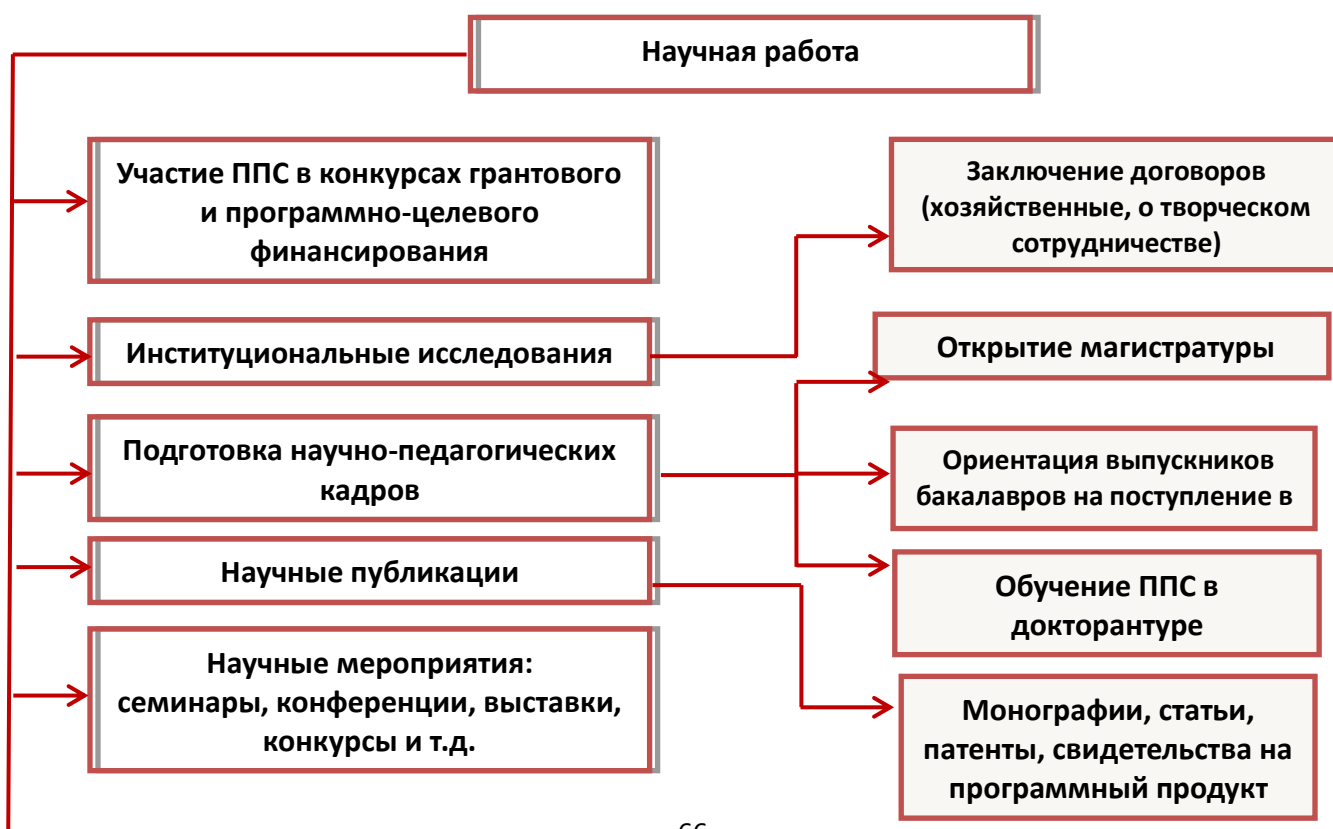 Научная работа
Участие ППС в конкурсах грантового
и программно-целевого
финансирования
Институциональные исследования
Подготовка научно-педагогических
кадров
Научные публикации
Научные мероприятия:
семинары, конференции, выставки,
конкурсы и т.д.
Заключение договоров
(хозяйственные, о творческом
сотрудничестве)
Открытие магистратуры
Ориентация выпускников
бакалавров на поступление в
Обучение ППС в
докторантуре
Монографии, статьи,
патенты, свидетельства на
программный продукт